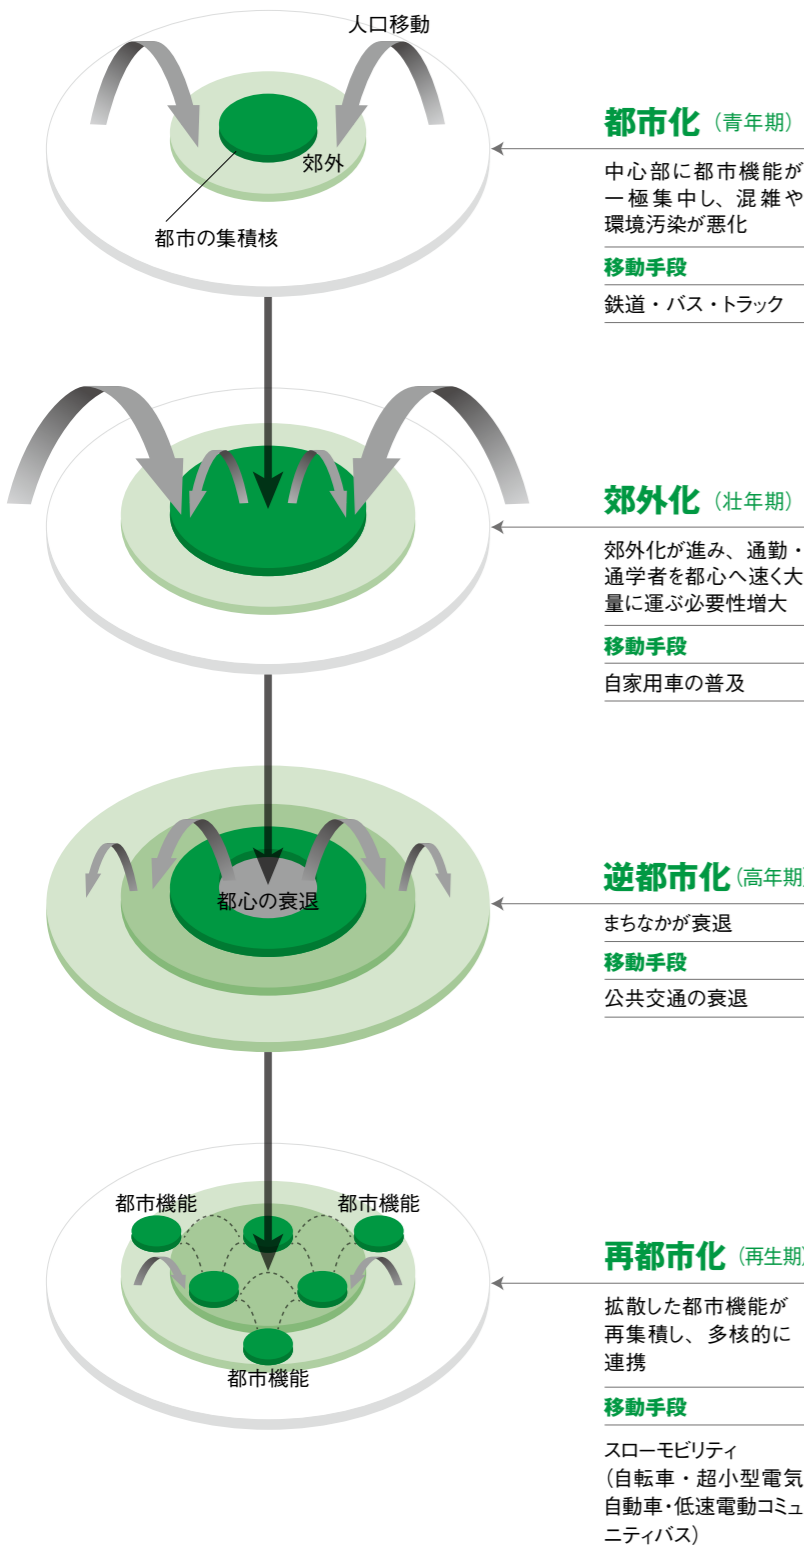 人口移動
郊外
都市の集積核
都市化（青年期）
中心部に都市機能が
一極集中し、混雑や
環境汚染が悪化
移動手段
鉄道・バス・トラック
郊外化（壮年期）
郊外化が進み、通勤・
通学者を都心へ速く大
量に運ぶ必要性増大
移動手段
自家用車の普及
都心の衰退
逆都市化（高年期）
まちなかが衰退
移動手段
公共交通の衰退
都市機能
都市機能
都市機能
再都市化（再生期）
拡散した都市機能が
再集積し、多核的に
連携
移動手段
スローモビリティ
（自転車・超小型電気
自動車・低速電動コミュ
ニティバス）